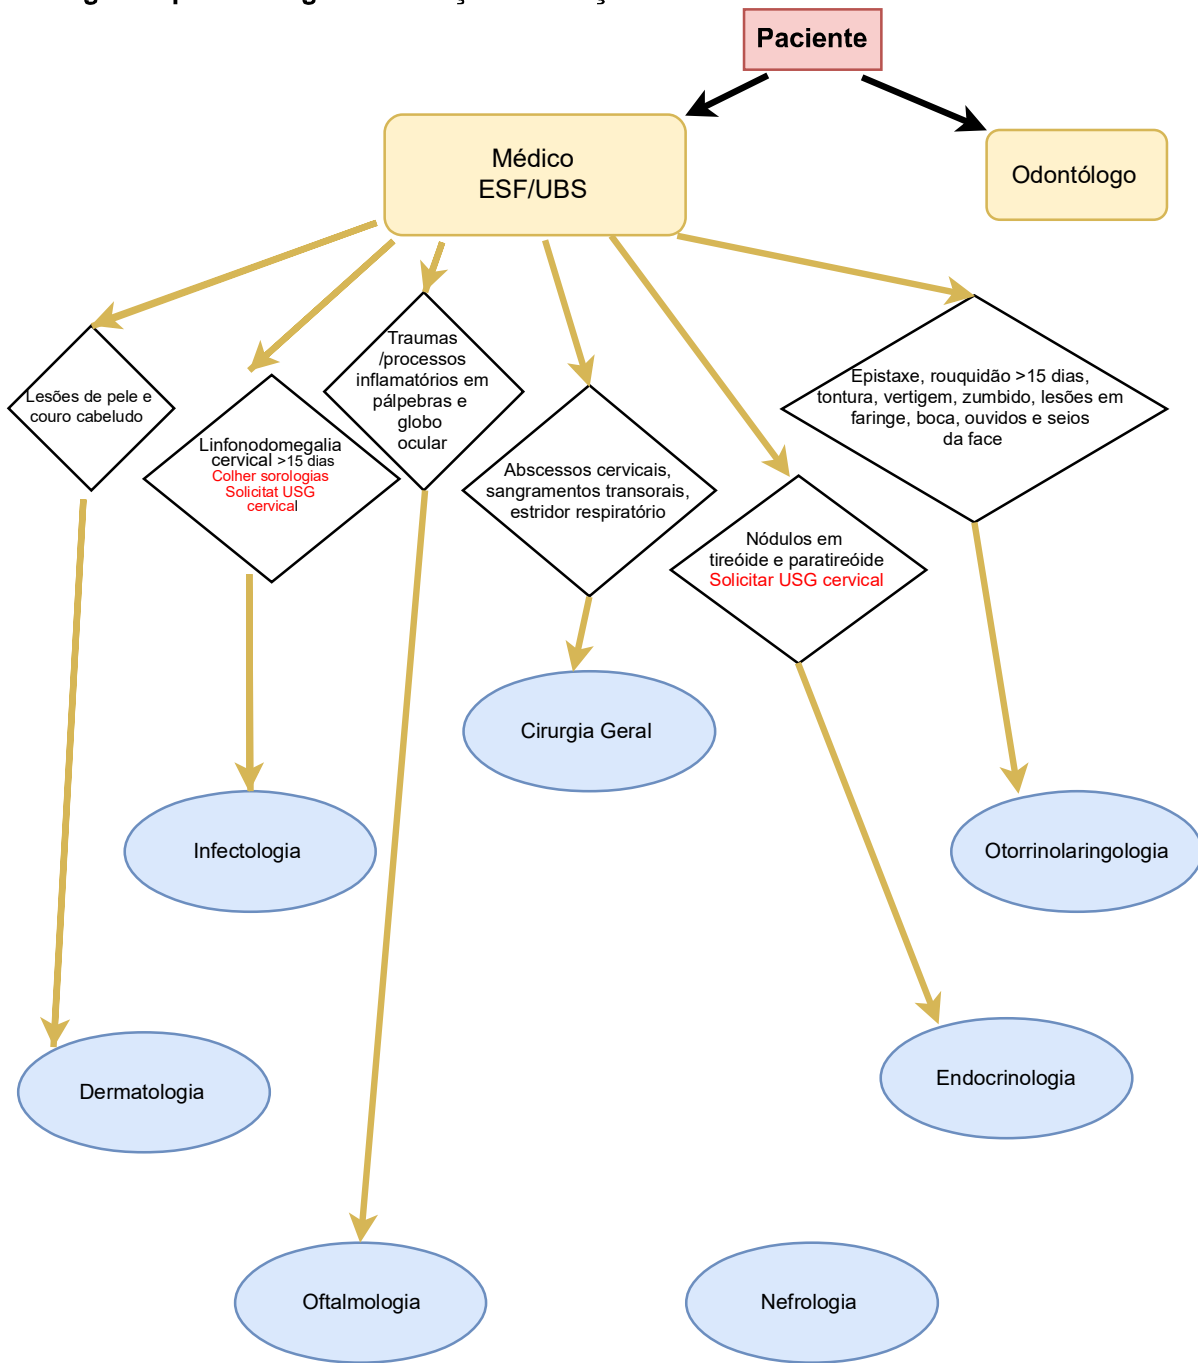 Paciente
Médico
ESF/UBS
Odontólogo
Lesões de pele e
couro cabeludo
Linfonodomegalia
cervical >15 dias
Colher sorologias
Solicitat USG
cervical
Traumas
/processos
inflamatórios em
pálpebras e
globo
ocular
Abscessos cervicais,
sangramentos transorais,
estridor respiratório
Nódulos em
tireóide e paratireóide
Solicitar USG cervical
Epistaxe, rouquidão >15 dias,
tontura, vertigem, zumbido, lesões em
faringe, boca, ouvidos e seios
da face
Cirurgia Geral
Infectologia
Otorrinolaringologia
Dermatologia
Endocrinologia
Oftalmologia
Nefrologia